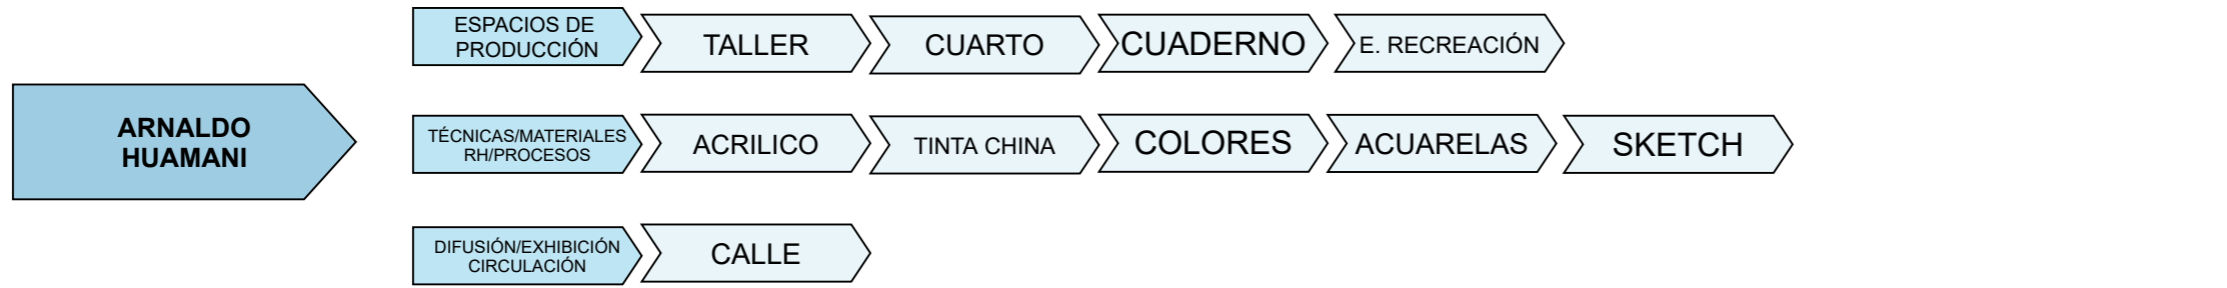 ARNALDO
HUAMANI
ESPACIOS DE
PRODUCCIÓN
TALLER
CUARTO
CUADERNO
E. RECREACIÓN
TÉCNICAS/MATERIALES
RH/PROCESOS
ACRILICO
TINTA CHINA
COLORES
ACUARELAS
SKETCH
DIFUSIÓN/EXHIBICIÓN
CIRCULACIÓN
CALLE